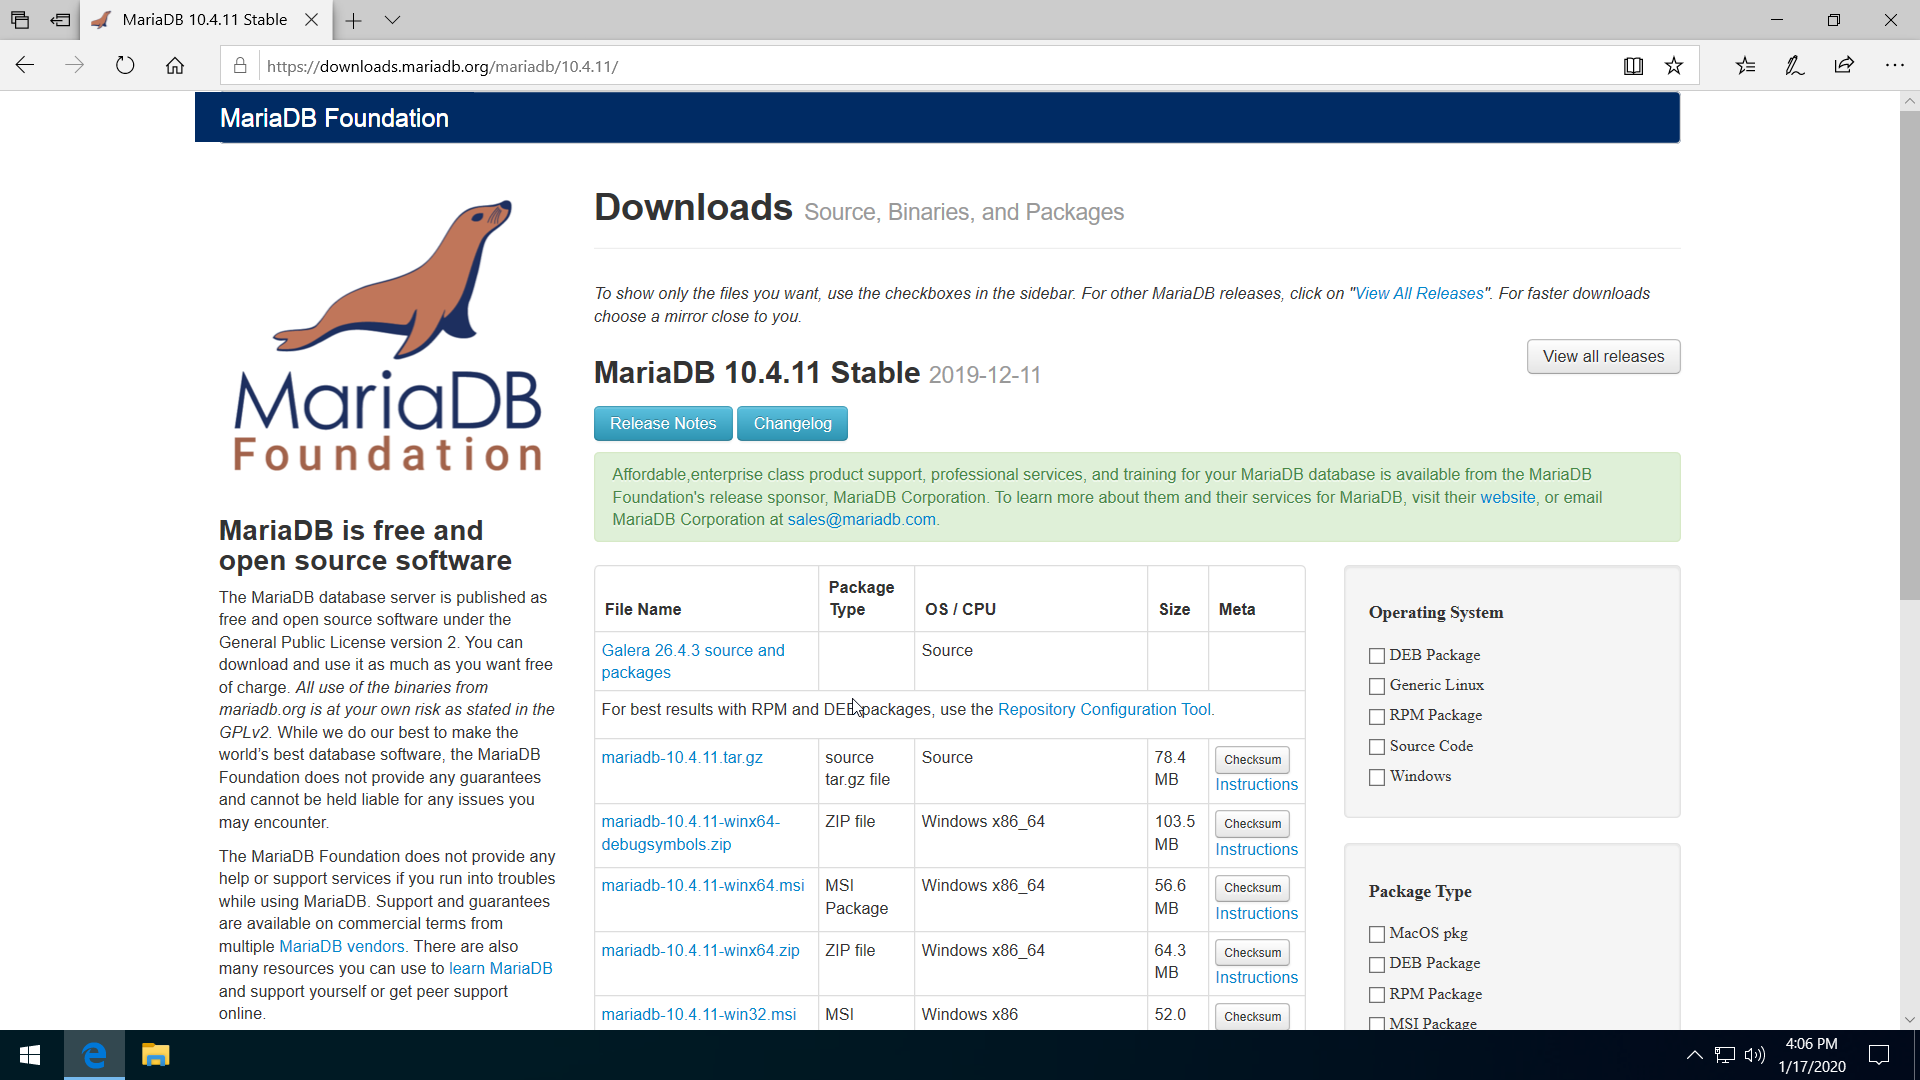 MariaDB 10.4.11 Stable
https://downloads.mariadb.org/mariadb/10.4.11/
MariaDB Foundation
MariaDB
Foundation
MariaDB is free and
open source software
The MariaDB database server is published as
free and open source software under the
General Public License version 2. You can
download and use it as much as you want free
of charge. All use of the binaries from
mariadb.org is at your own risk as stated in the
GPLv2. While we do our best to make the
world’s best database software, the MariaDB
Foundation does not provide any guarantees
and cannot be held liable for any issues you
may encounter.
The MariaDB Foundation does not provide any
help or support services if you run into troubles
while using MariaDB. Support and guarantees
are available on commercial terms from
multiple MariaDB vendors. There are also
many resources you can use to learn MariaDB
and support yourself or get peer support
online.
Downloads Source, Binaries, and Packages
To show only the files you want, use the checkboxes in the sidebar. For other MariaDB releases, click on "View All Releases". For faster downloads
choose a mirror close to you.
View all releases
MariaDB 10.4.11 Stable 2019-12-11
Release Notes Changelog
Affordable,enterprise class product support, professional services, and training for your MariaDB database is available from the MariaDB
Foundation's release sponsor, MariaDB Corporation. To learn more about them and their services for MariaDB, visit their website, or email
MariaDB Corporation at sales@mariadb.com.
File Name Package Type OS / CPU Size Meta
Galera 26.4.3 source and packages Source
For best results with RPM and DEB packages, use the Repository Configuration Tool.
mariadb-10.4.11.tar.gz source tar.gz file Source 78.4 MB Checksum Instructions
mariadb-10.4.11-winx64-debugsymbols.zip ZIP file Windows x86_64 103.5 MB Checksum Instructions
mariadb-10.4.11-winx64.msi MSI Package Windows x86_64 56.6 MB Checksum Instructions
mariadb-10.4.11-winx64.zip ZIP file Windows x86_64 64.3 MB Checksum Instructions
mariadb-10.4.11-win32.msi MSI Windows x86 52.0 Checksum
Operating System
DEB Package
Generic Linux
RPM Package
Source Code
Windows
Package Type
MacOS pkg
DEB Package
RPM Package
MSI Package
4:06 PM
1/17/2020